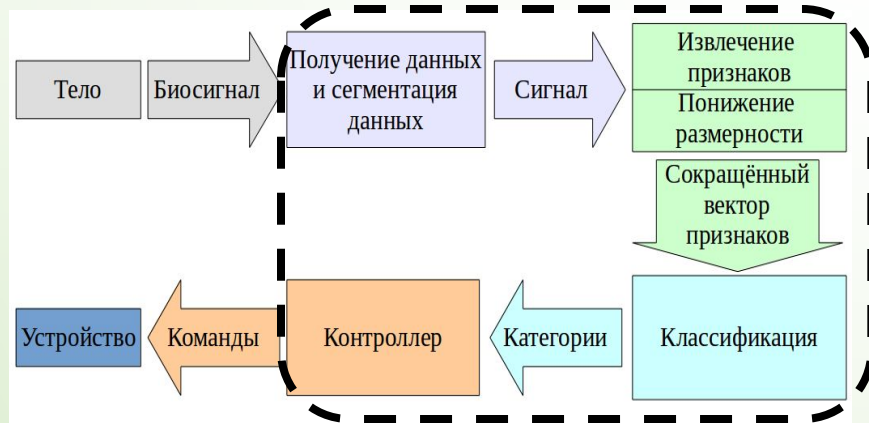 Тело
Биосигнал
Получение данных
и сегментация
данных
Сигнал
Извлечение
признаков
Понижение
размерности
Сокращённый
вектор
признаков
Классификация
Категории
Контроллер
Команды
Устройство